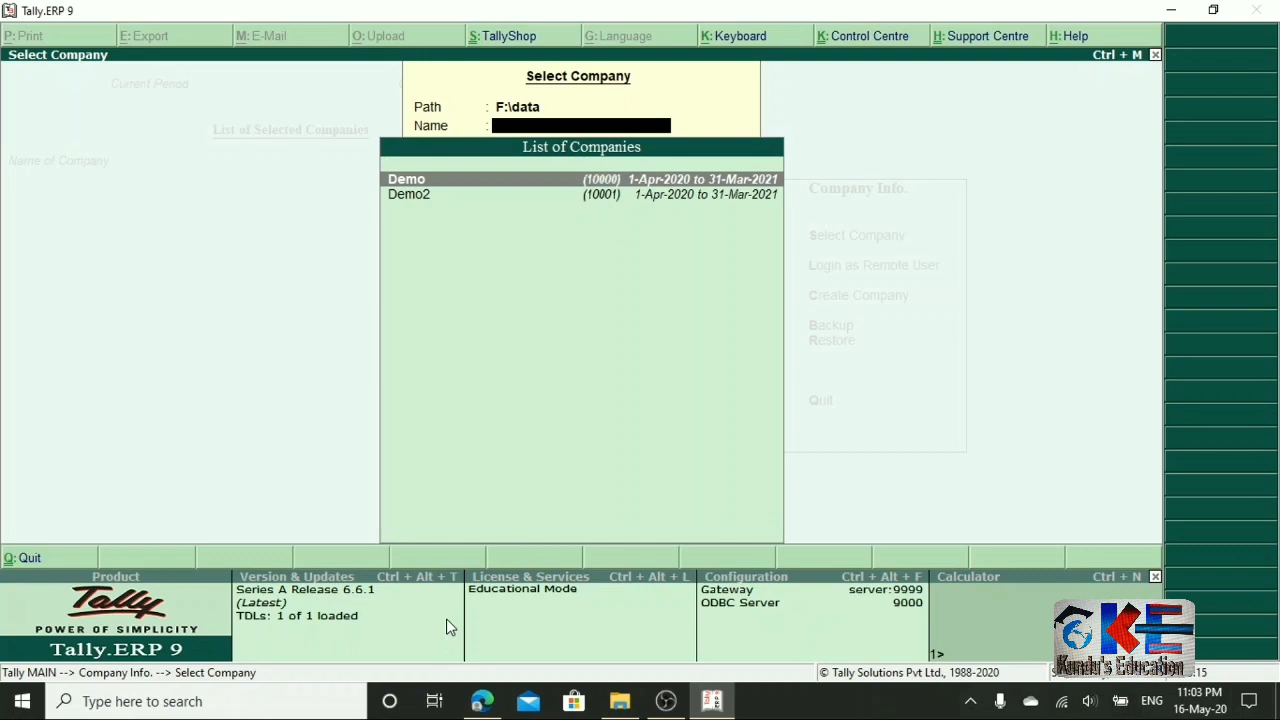 Tally.ERP 9
P: Print
E: Export
M: E-Mail
O: Upload
S: TallyShop
G: Language
K: Keyboard
K: Control Centre
H: Support Centre
H: Help
Select Company
Ctrl + M
Current Period
List of Selected Companies
Name of Company
Select Company
Path : F:\data
Name :
List of Companies
Demo (10000) 1-Apr-2020 to 31-Mar-2021
Demo2 (10001) 1-Apr-2020 to 31-Mar-2021
Company Info.
Select Company
Login as Remote User
Create Company
Backup
Restore
Quit
Q: Quit
Product
Tally
POWER OF SIMPLICITY
Tally.ERP 9
Version & Updates Ctrl + Alt + T
Series A Release 6.6.1
(Latest)
TDLs: 1 of 1 loaded
License & Services Ctrl + Alt + L
Educational Mode
Configuration Ctrl + Alt + F
Gateway server:9999
ODBC Server 9000
Calculator Ctrl + N
1>
KE
Kundu's Education
Tally MAIN --> Company Info. --> Select Company
© Tally Solutions Pvt Ltd., 1988-2020
Type here to search
ENG
11:03 PM
16-May-20